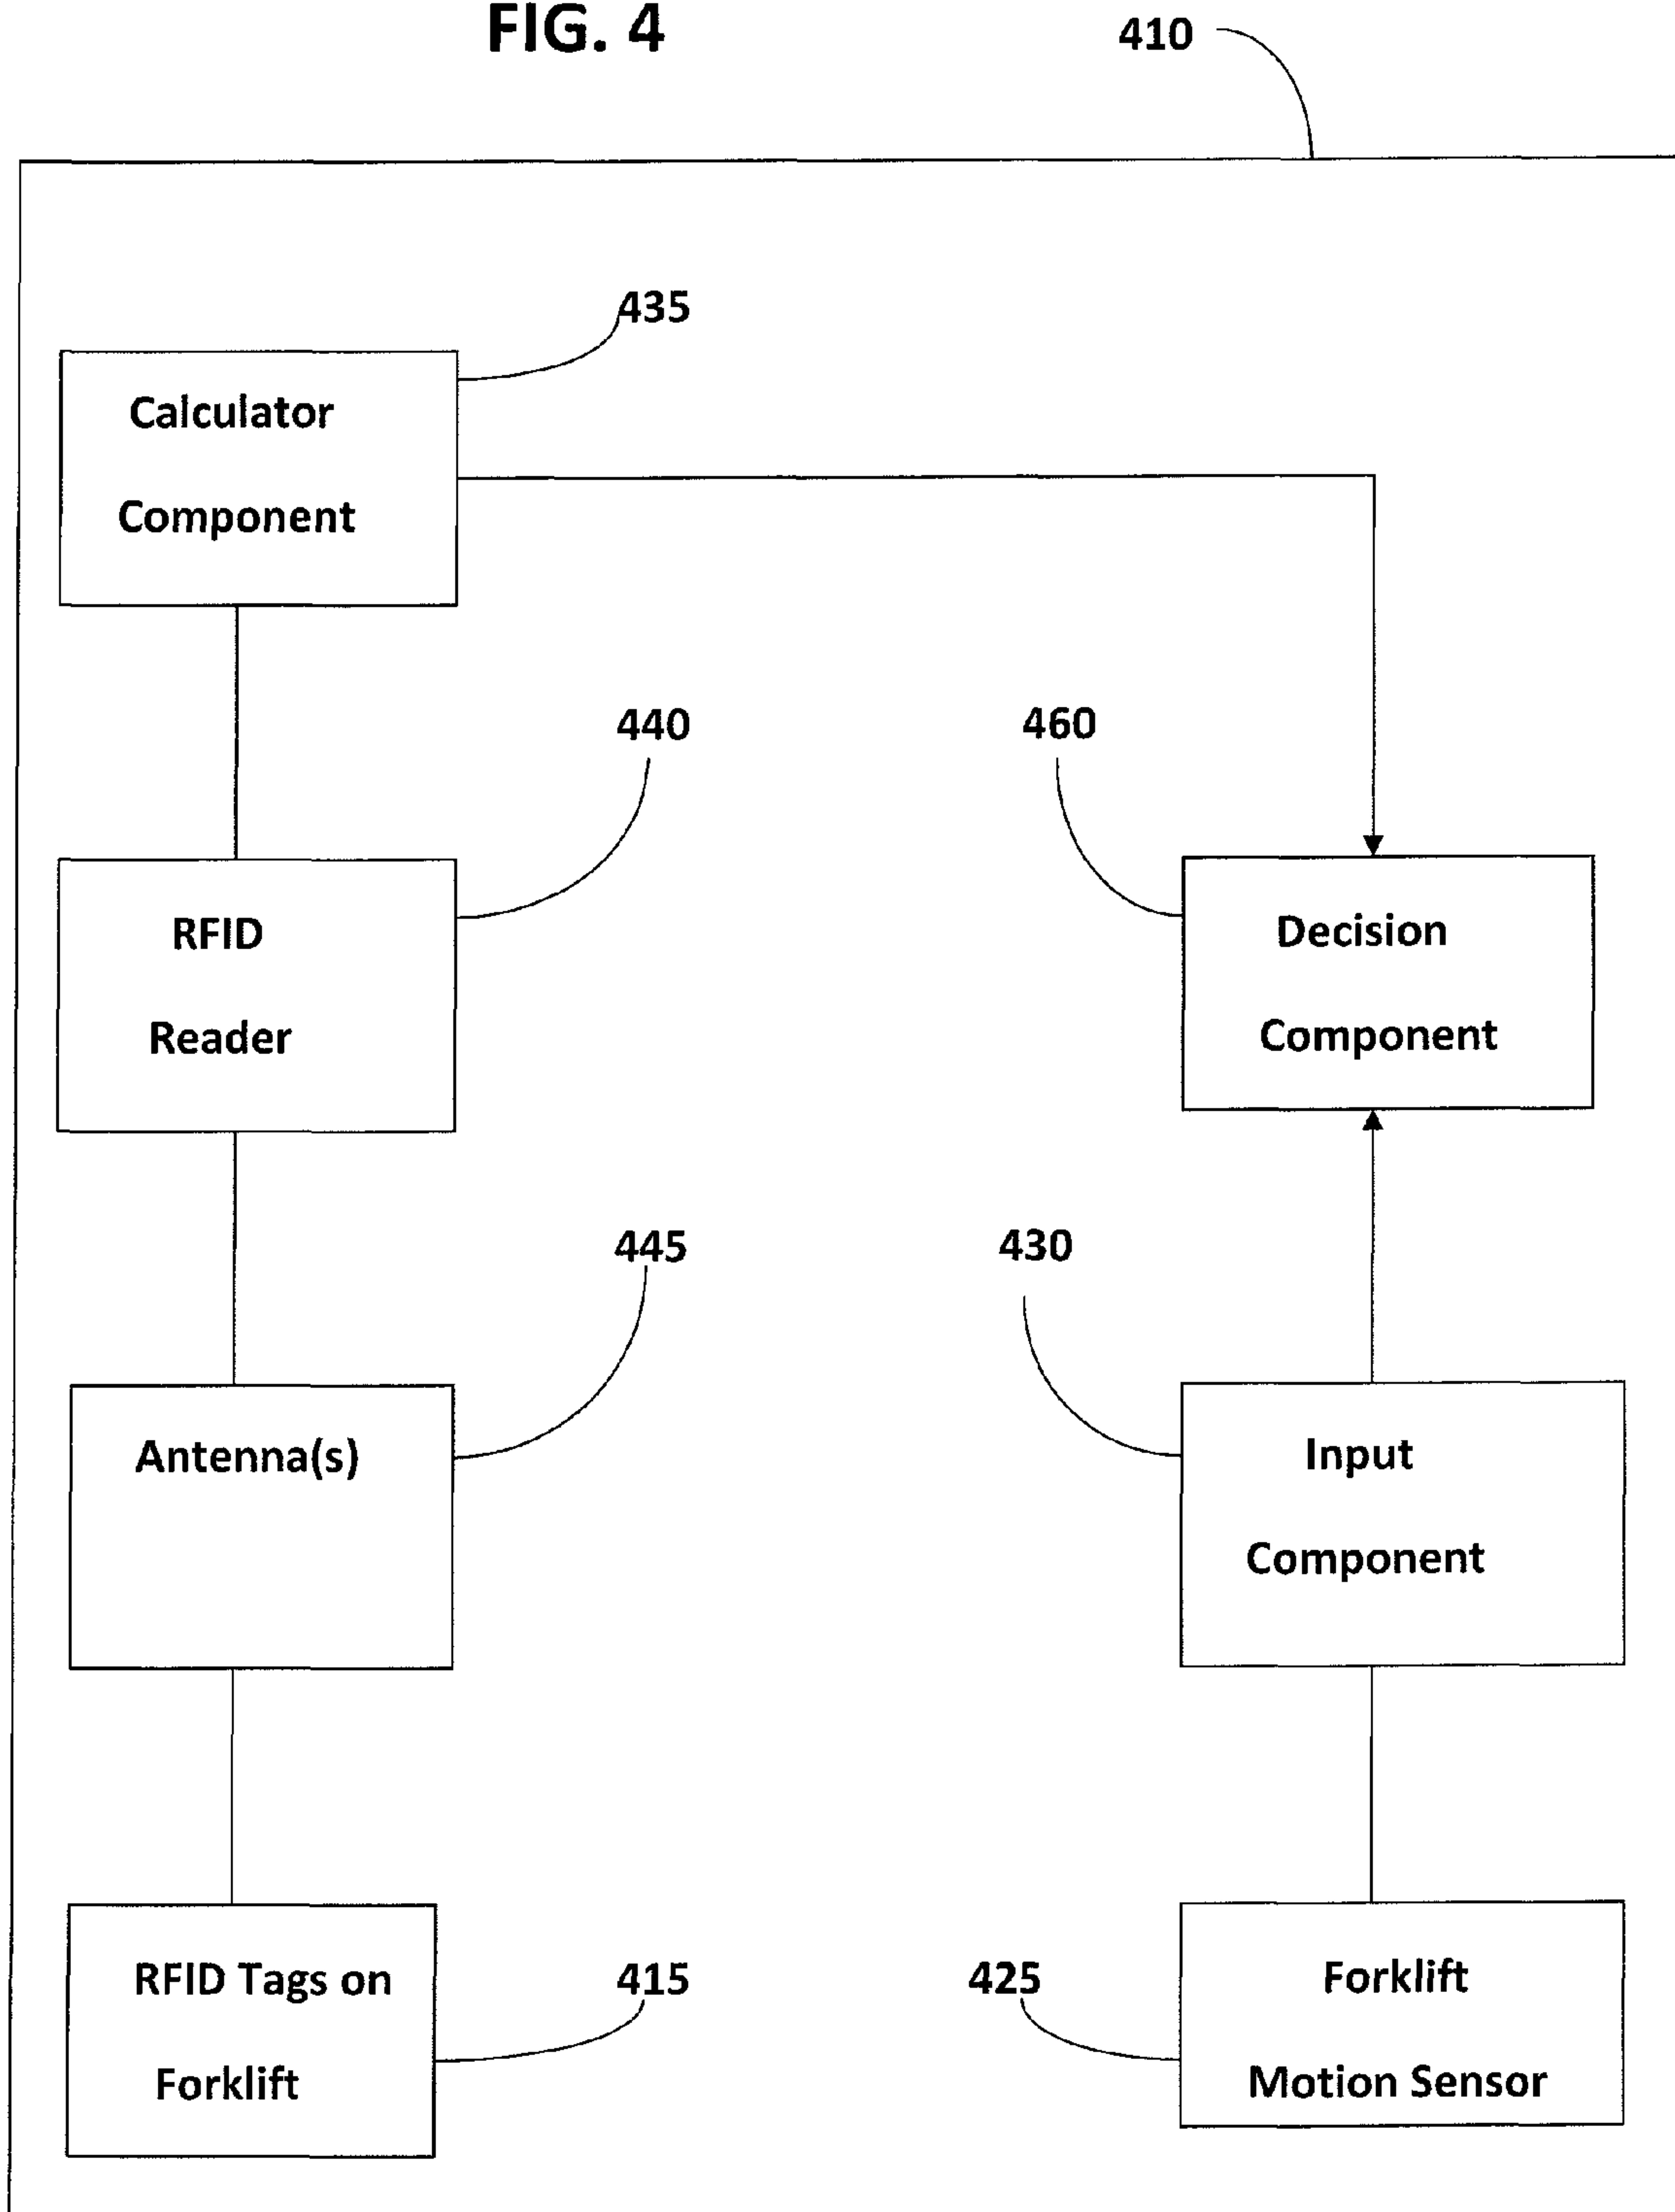 FIG. 4
410
435
Calculator
Component
440
460
RFID
Reader
Decision
Component
445
430
Antenna(s)
Input
Component
RFID Tags on
Forklift
415
425
Forklift
Motion Sensor